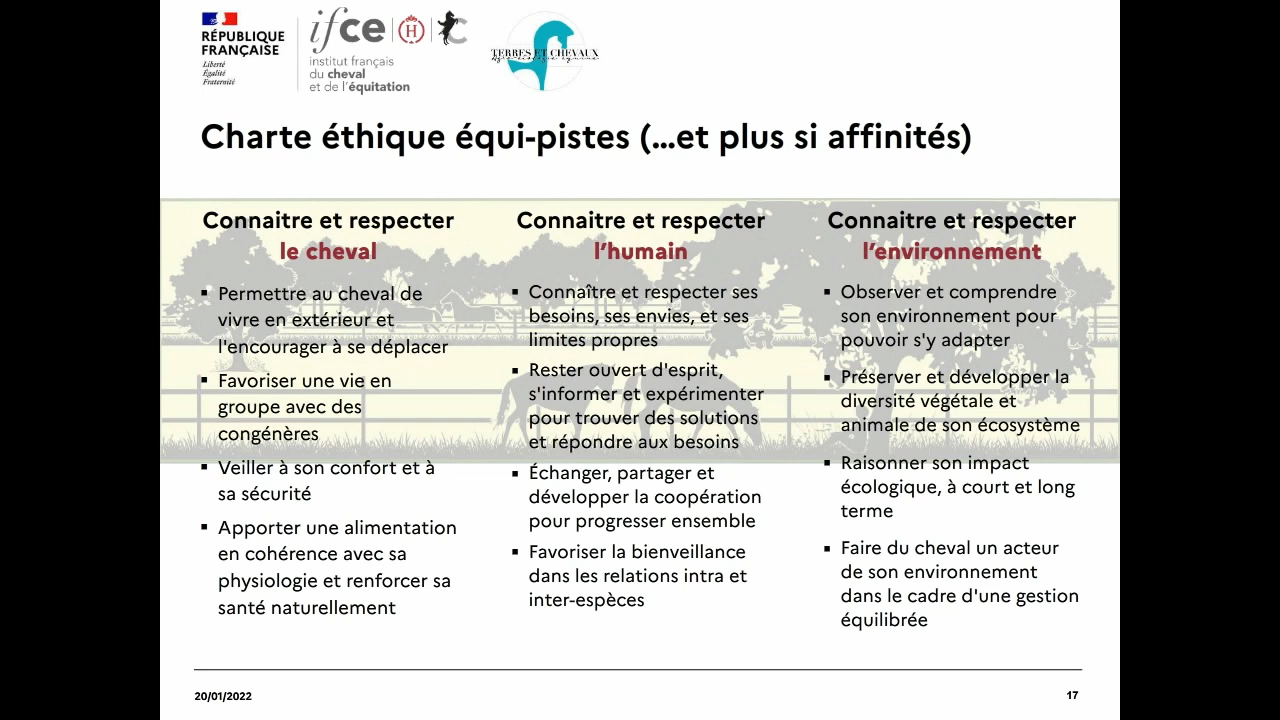 RÉPUBLIQUE
FRANÇAISE
Liberté
Égalité
Fraternité
ifce
H
institut français
du cheval
et de l'équitation
TERRES ET CHEVAUX
Charte éthique équi-pistes (...et plus si affinités)
Connaitre et respecter
le cheval
Permettre au cheval de
vivre en extérieur et
l'encourager à se déplacer
Favoriser une vie en
groupe avec des
congénères
Veiller à son confort et à
sa sécurité
Apporter une alimentation
en cohérence avec sa
physiologie et renforcer sa
santé naturellement
Connaitre et respecter
l'humain
Connaître et respecter ses
besoins, ses envies, et ses
limites propres
Rester ouvert d'esprit,
s'informer et expérimenter
pour trouver des solutions
et répondre aux besoins
Échanger, partager et
développer la coopération
pour progresser ensemble
Favoriser la bienveillance
dans les relations intra et
inter-espèces
Connaitre et respecter
l'environnement
Observer et comprendre
son environnement pour
pouvoir s'y adapter
Préserver et développer la
diversité végétale et
animale de son écosystème
Raisonner son impact
écologique, à court et long
terme
Faire du cheval un acteur
de son environnement
dans le cadre d'une gestion
équilibrée
20/01/2022
17